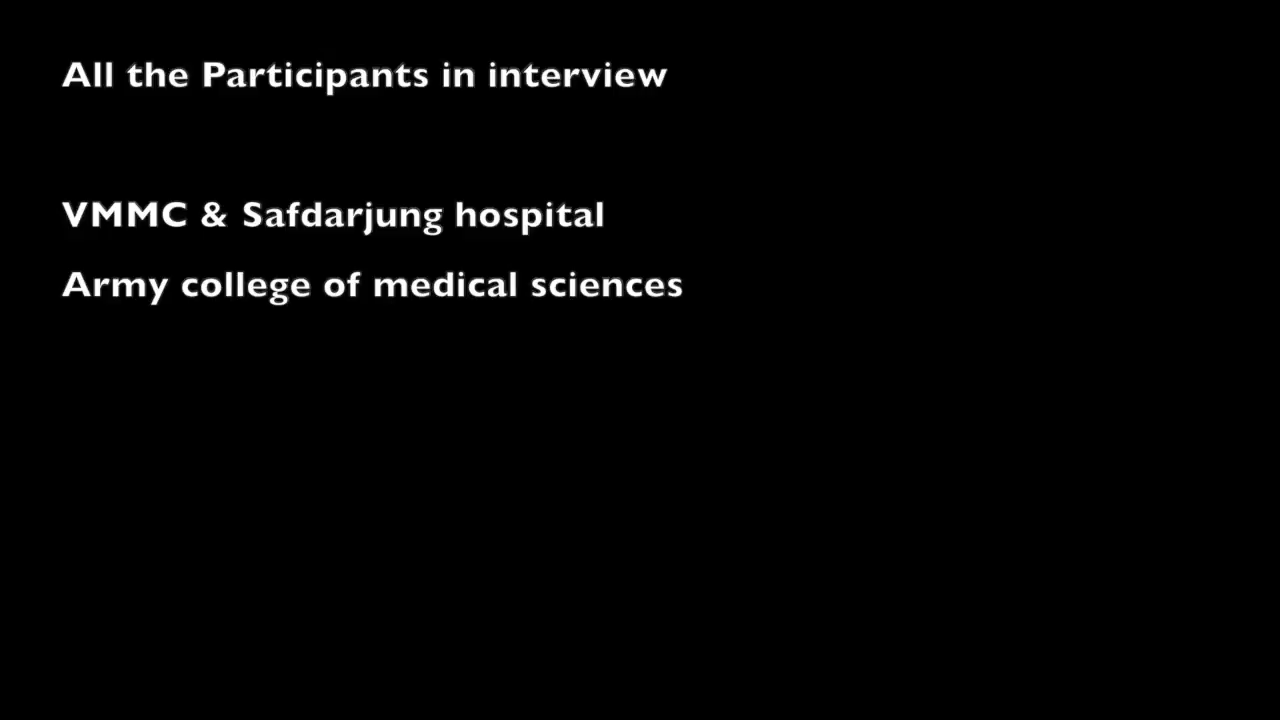 All the Participants in interview
VMMC & Safdarjung hospital
Army college of medical sciences